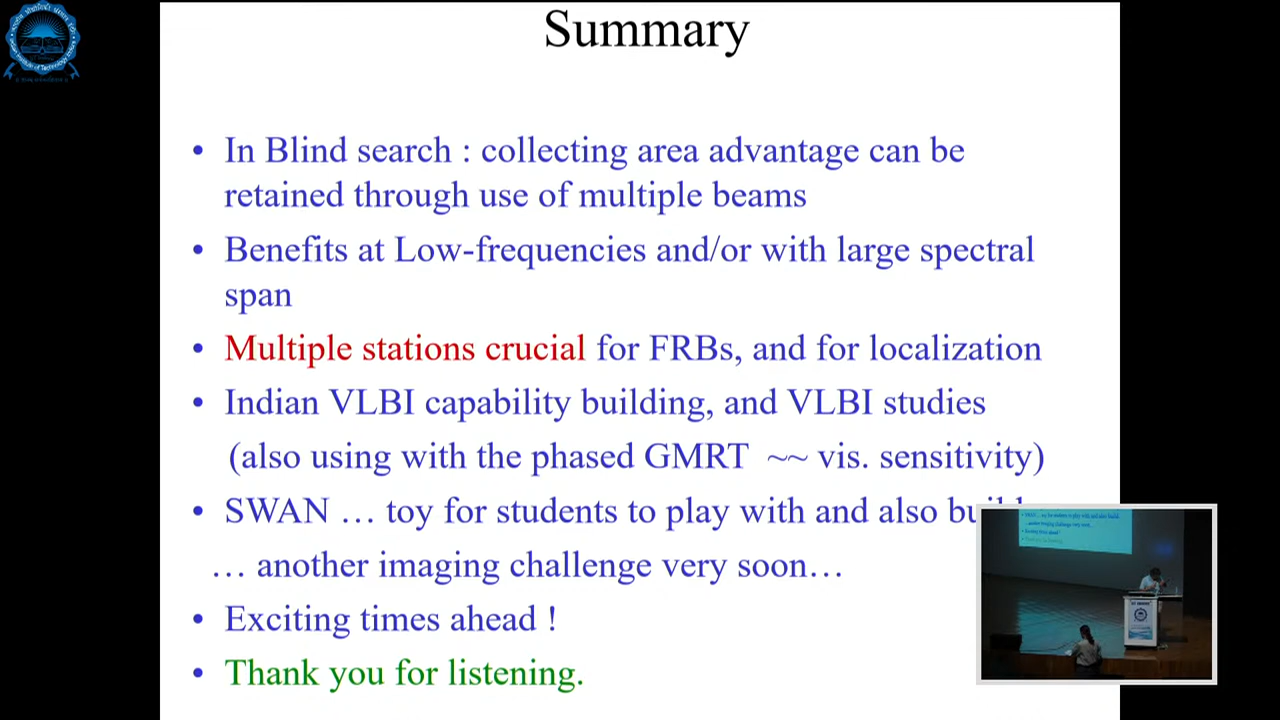 Summary
• In Blind search : collecting area advantage can be
retained through use of multiple beams
• Benefits at Low-frequencies and/or with large spectral
span
• Multiple stations crucial for FRBs, and for localization
• Indian VLBI capability building, and VLBI studies
(also using with the phased GMRT ~~ vis. sensitivity)
• SWAN … toy for students to play with and also
… another imaging challenge very soon…
• Exciting times ahead !
• Thank you for listening.